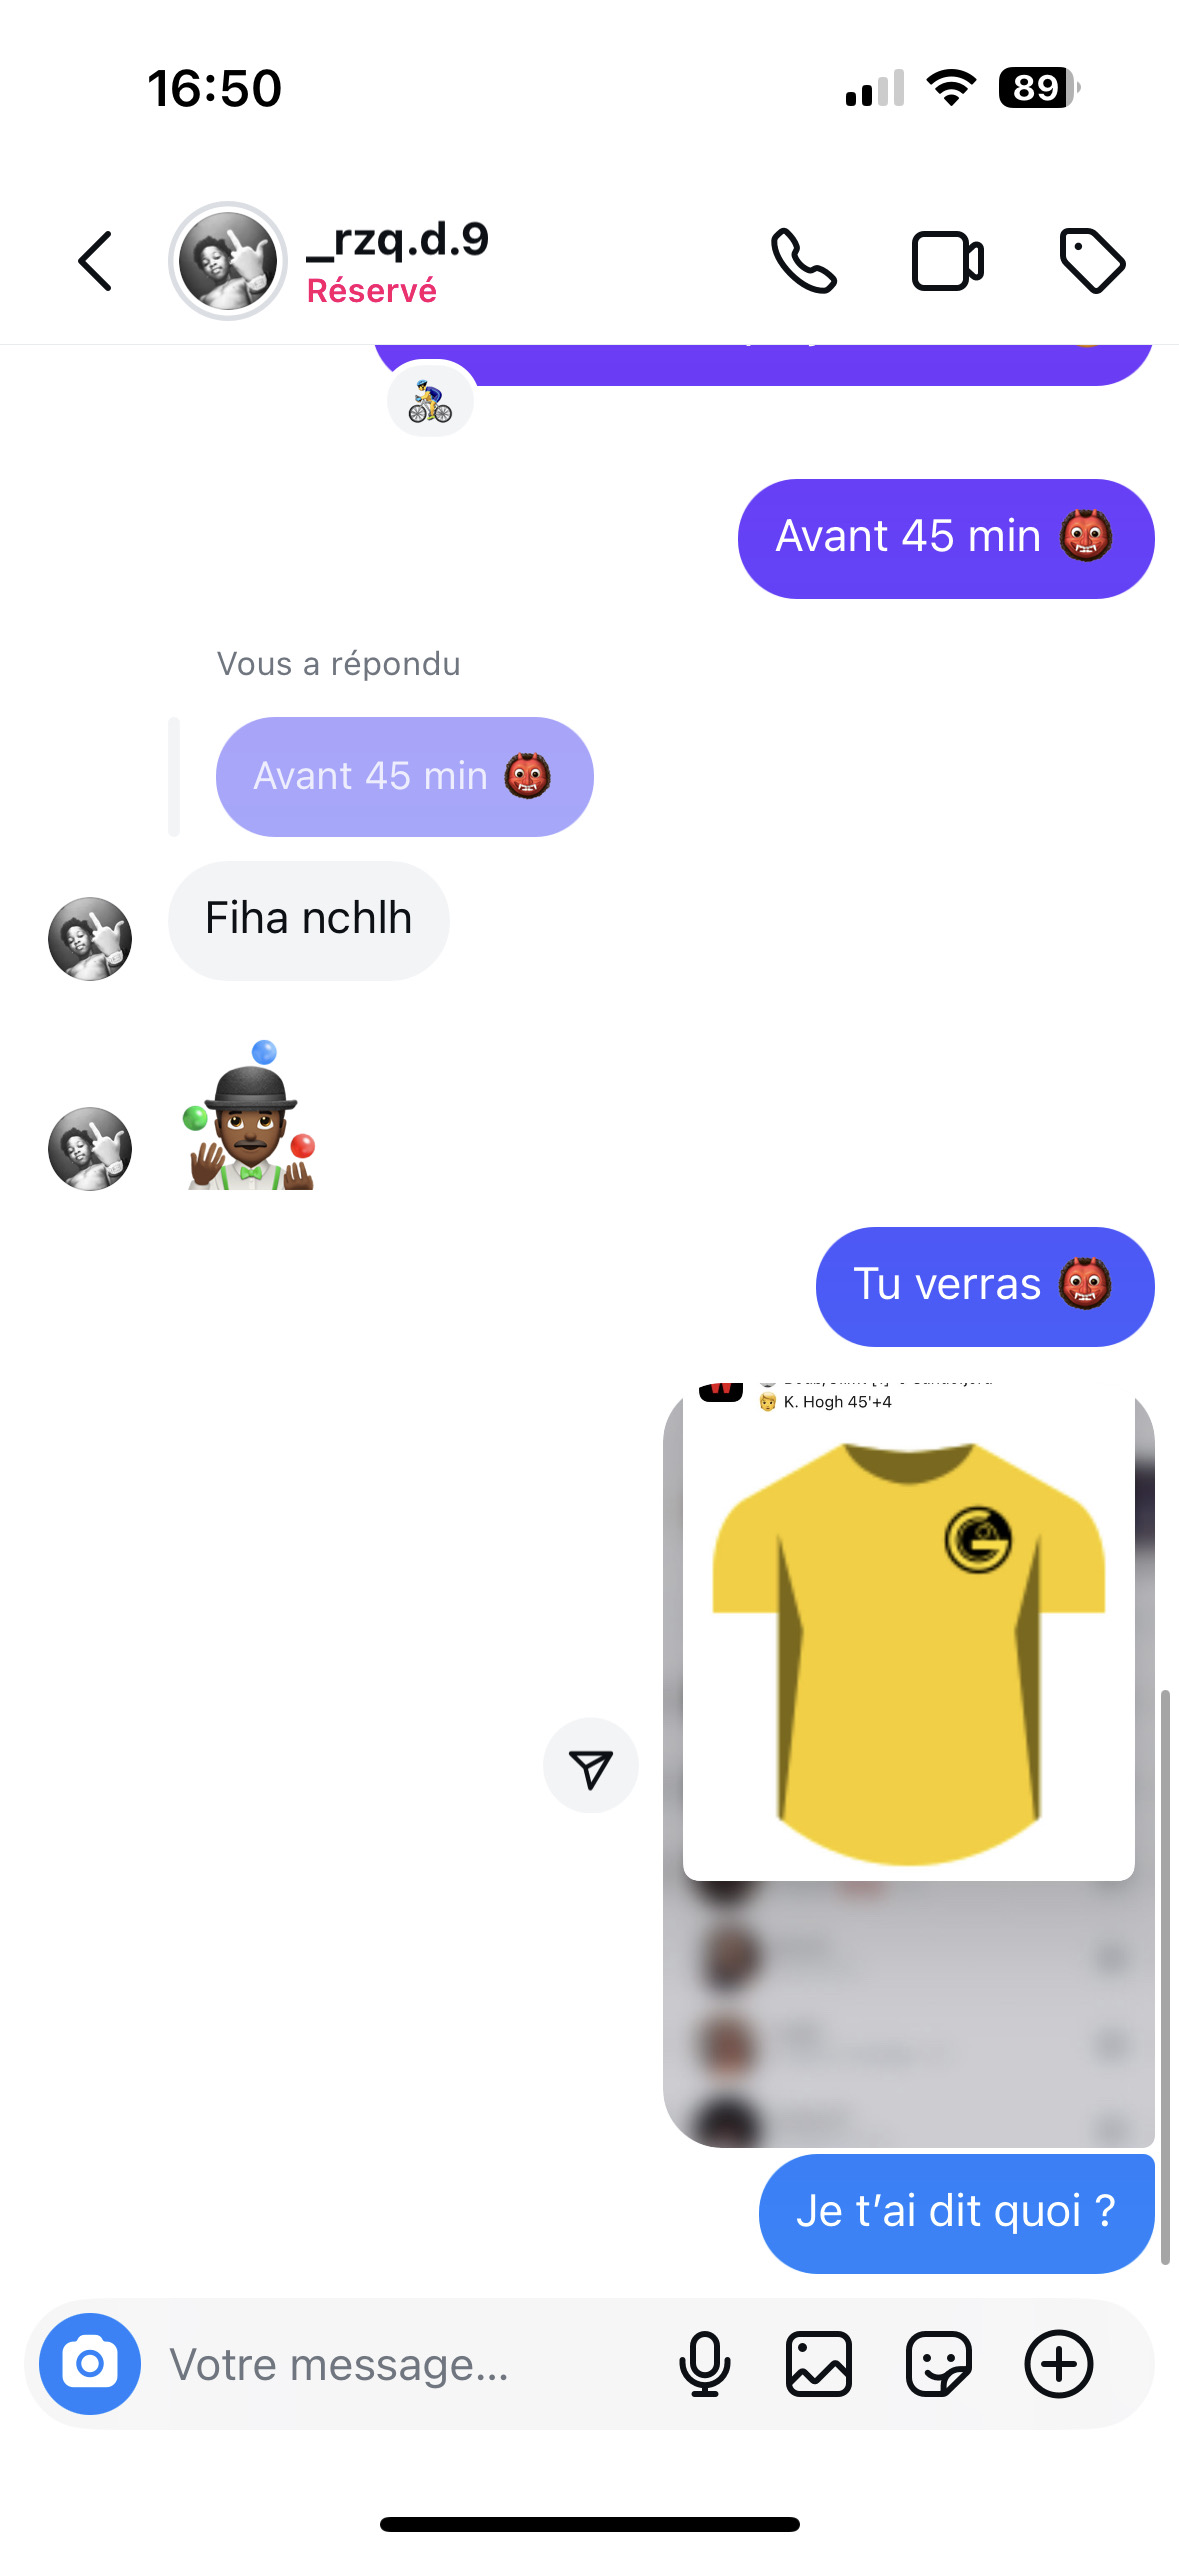 16:50
89
_rzq.d.9
Réservé
Avant 45 min 👹
Vous a répondu
Avant 45 min 👹
Fiha nchlh
Tu verras 👹
K. Hogh 45'+4
Je t’ai dit quoi ?
Votre message...